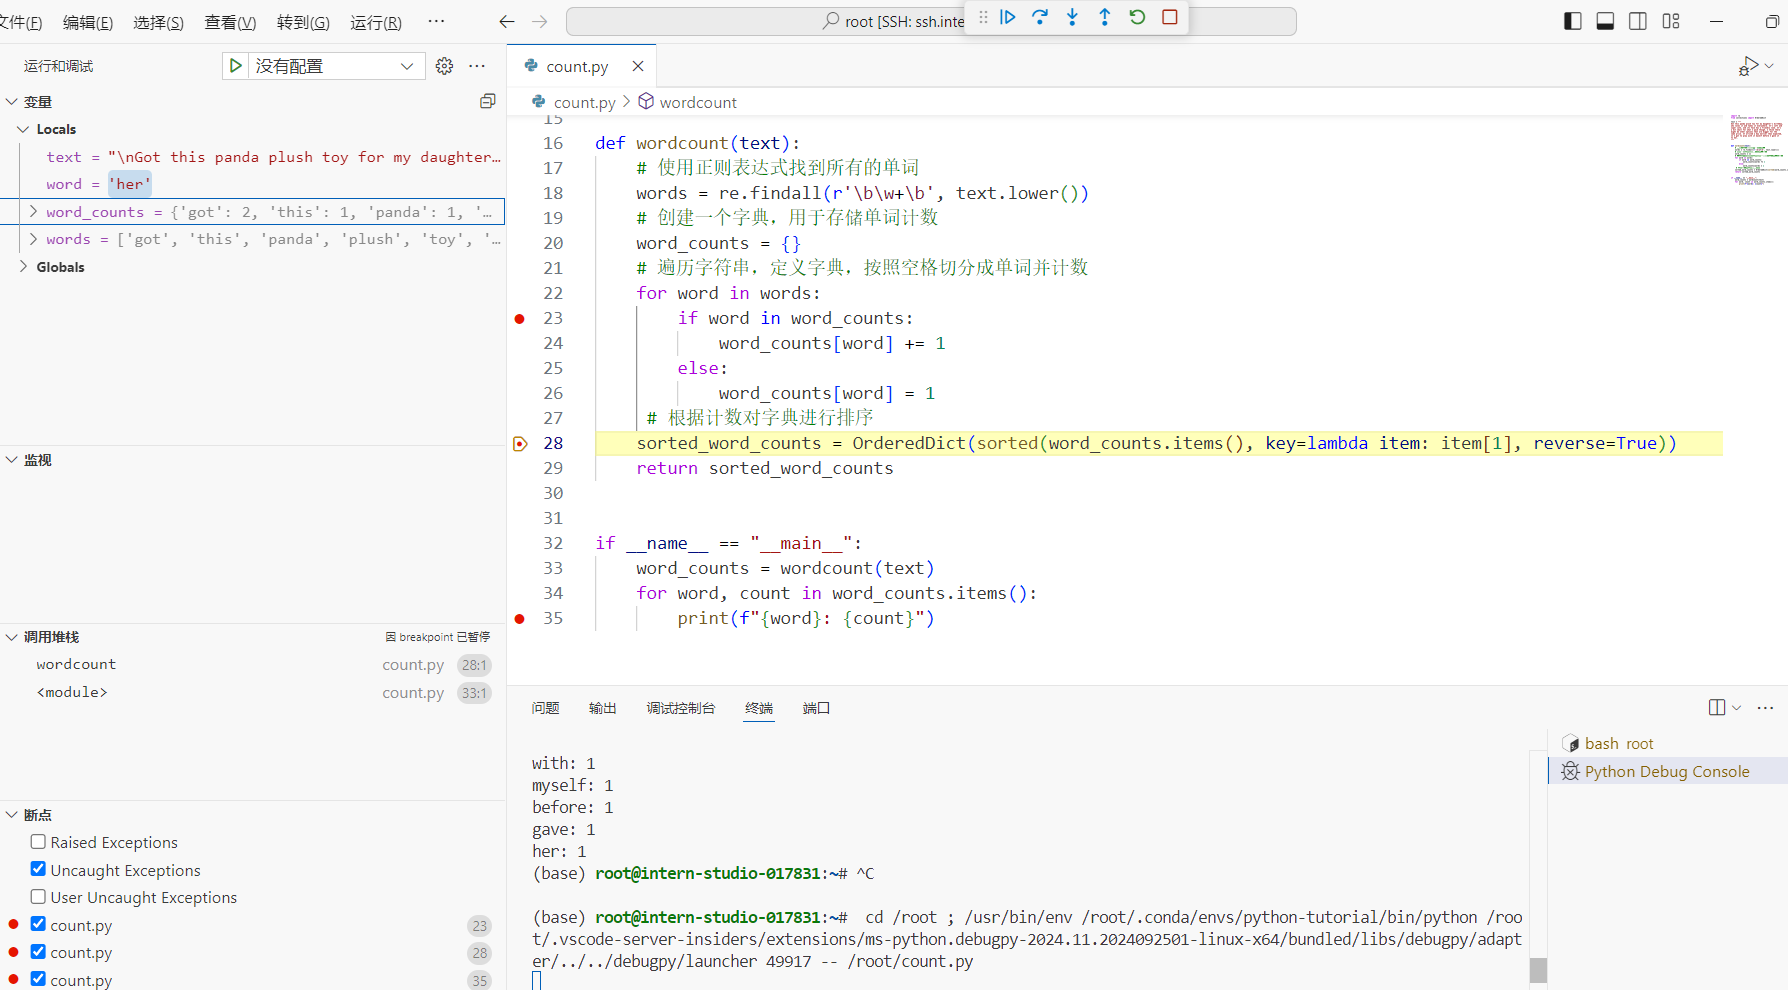 文件(F) 编辑(E) 选择(S) 查看(V) 转到(G) 运行(R) ···
root [SSH: ssh.inte
运行和调试 没有配置 ···
变量
Locals
text = "\nGot this panda plush toy for my daughter…
word = 'her'
word_counts = {'got': 2, 'this': 1, 'panda': 1, '…
words = ['got', 'this', 'panda', 'plush', 'toy', '…
Globals
监视
调用堆栈 因 breakpoint 已暂停
wordcount count.py 28:1
<module> count.py 33:1
断点
Raised Exceptions
Uncaught Exceptions
User Uncaught Exceptions
count.py 23
count.py 28
count.py 35
count.py
count.py > wordcount
15
16 def wordcount(text):
17 # 使用正则表达式找到所有的单词
18 words = re.findall(r'\b\w+\b', text.lower())
19 # 创建一个字典，用于存储单词计数
20 word_counts = {}
21 # 遍历字符串，定义字典，按照空格切分成单词并计数
22 for word in words:
23 if word in word_counts:
24 word_counts[word] += 1
25 else:
26 word_counts[word] = 1
27 # 根据计数对字典进行排序
28 sorted_word_counts = OrderedDict(sorted(word_counts.items(), key=lambda item: item[1], reverse=True))
29 return sorted_word_counts
30
31
32 if __name__ == "__main__":
33 word_counts = wordcount(text)
34 for word, count in word_counts.items():
35 print(f"{word}: {count}")
问题 输出 调试控制台 终端 端口 ···
with: 1
myself: 1
before: 1
gave: 1
her: 1
(base) root@intern-studio-017831:~# ^C
(base) root@intern-studio-017831:~#  cd /root ; /usr/bin/env /root/.conda/envs/python-tutorial/bin/python /roo
t/.vscode-server-insiders/extensions/ms-python.debugpy-2024.11.2024092501-linux-x64/bundled/libs/debugpy/adapt
er/../../debugpy/launcher 49917 -- /root/count.py
bash root
Python Debug Console